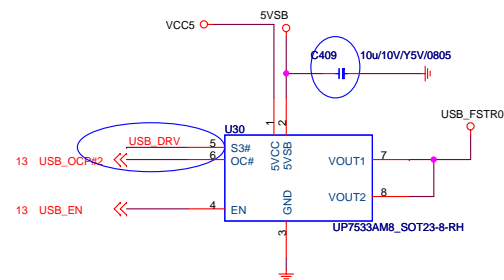 5VSB
VCC5
C409 10u/10V/Y5V/0805
USB_FSTR0
1 2
U30
USB_DRV 5 S3# 5VCC 5VSB VOUT1 7
13 USB_OCP#2 6 OC#
13 USB_EN 4 EN GND VOUT2 8
3
UP7533AM8_SOT23-8-RH